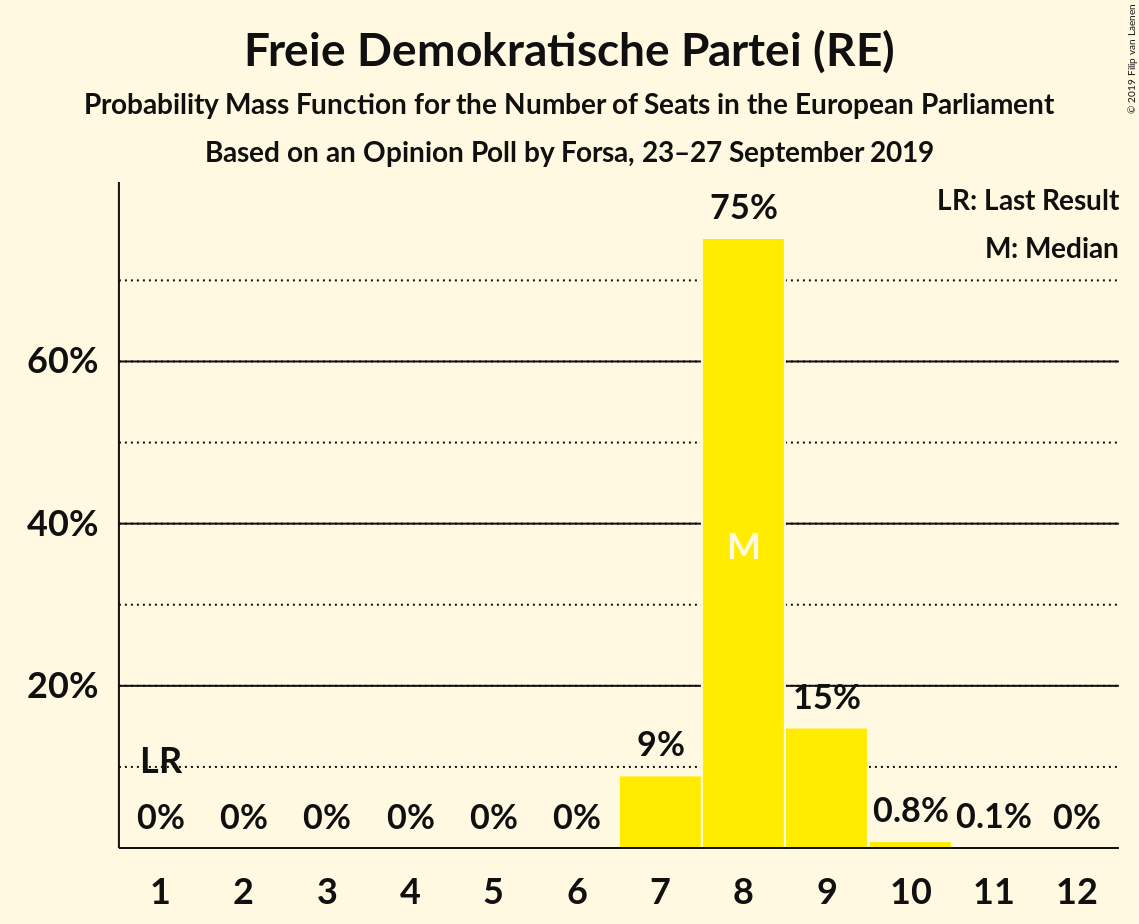 Freie Demokratische Partei (RE)
Probability Mass Function for the Number of Seats in the European Parliament
Based on an Opinion Poll by Forsa, 23–27 September 2019
© 2019 Filip van Laenen
LR: Last Result
M: Median
75%
60%
40%
M
20%
15%
9%
LR
0% 0% 0% 0% 0% 0% 0.8% 0.1% 0%
1 2 3 4 5 6 7 8 9 10 11 12